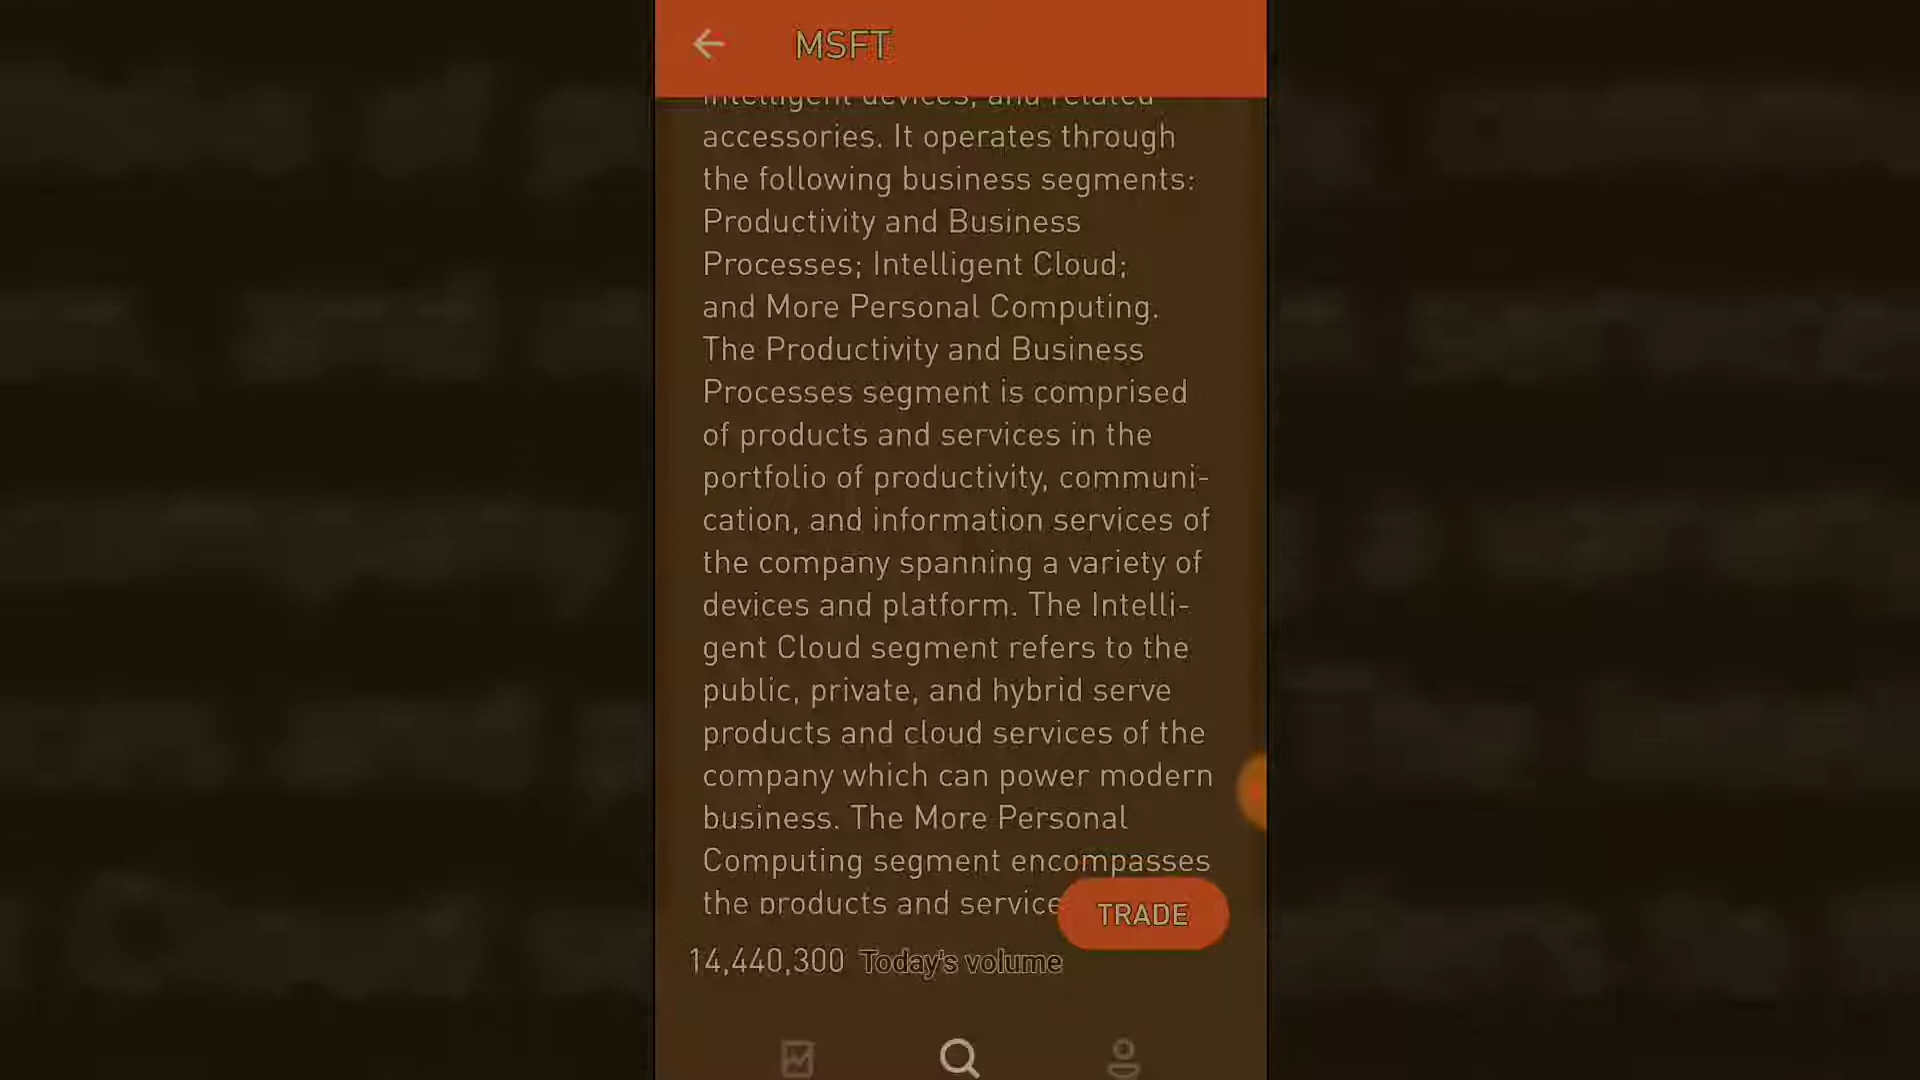 MSFT
intelligent devices, and related
accessories. It operates through
the following business segments:
Productivity and Business
Processes; Intelligent Cloud;
and More Personal Computing.
The Productivity and Business
Processes segment is comprised
of products and services in the
portfolio of productivity, communi-
cation, and information services of
the company spanning a variety of
devices and platform. The Intelli-
gent Cloud segment refers to the
public, private, and hybrid serve
products and cloud services of the
company which can power modern
business. The More Personal
Computing segment encompasses
the products and service
TRADE
14,440,300 Today's volume